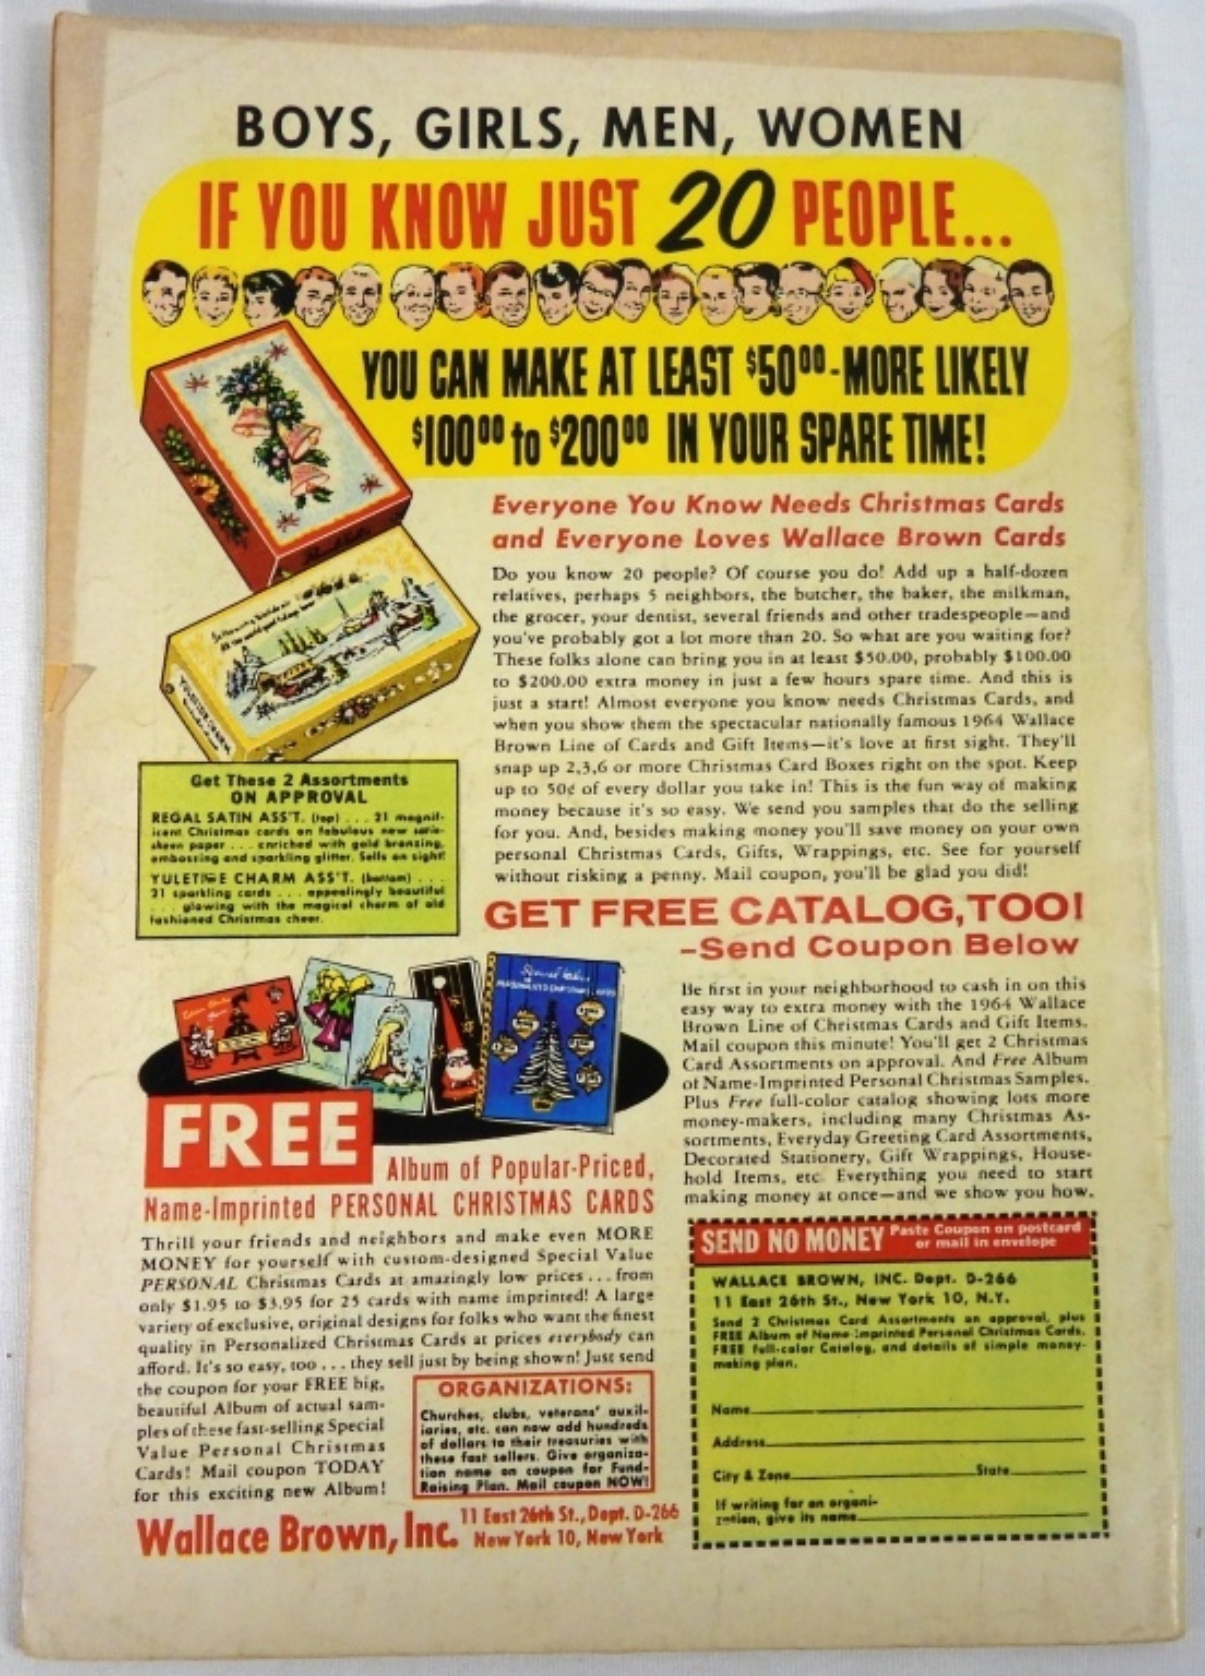 BOYS, GIRLS, MEN, WOMEN
IF YOU KNOW JUST 20 PEOPLE...
YOU CAN MAKE AT LEAST $50⁰⁰-MORE LIKELY
$100⁰⁰ to $200⁰⁰ IN YOUR SPARE TIME!
Everyone You Know Needs Christmas Cards
and Everyone Loves Wallace Brown Cards
Do you know 20 people? Of course you do! Add up a half-dozen
relatives, perhaps 5 neighbors, the butcher, the baker, the milkman,
the grocer, your dentist, several friends and other tradespeople—and
you've probably got a lot more than 20. So what are you waiting for?
These folks alone can bring you in at least $50.00, probably $100.00
to $200.00 extra money in just a few hours spare time. And this is
just a start! Almost everyone you know needs Christmas Cards, and
when you show them the spectacular nationally famous 1964 Wallace
Brown Line of Cards and Gift Items—it's love at first sight. They'll
snap up 2,3,6 or more Christmas Card Boxes right on the spot. Keep
up to 50¢ of every dollar you take in! This is the fun way of making
money because it's so easy. We send you samples that do the selling
for you. And, besides making money you'll save money on your own
personal Christmas Cards, Gifts, Wrappings, etc. See for yourself
without risking a penny. Mail coupon, you'll be glad you did!
YULETIDE CHARM
Get These 2 Assortments
ON APPROVAL
REGAL SATIN ASS'T. (top) . . . 21 magnif-
icent Christmas cards on fabulous new satin-
sheen paper . . . enriched with gold bronzing,
embossing and sparkling glitter. Sells on sight!
YULETIDE CHARM ASS'T. (bottom) . . .
21 sparkling cards . . . appealingly beautiful
. . . glowing with the magical charm of old
fashioned Christmas cheer.
GET FREE CATALOG, TOO!
-Send Coupon Below
Be first in your neighborhood to cash in on this
easy way to extra money with the 1964 Wallace
Brown Line of Christmas Cards and Gift Items.
Mail coupon this minute! You'll get 2 Christmas
Card Assortments on approval. And Free Album
of Name-Imprinted Personal Christmas Samples.
Plus Free full-color catalog showing lots more
money-makers, including many Christmas As-
sortments, Everyday Greeting Card Assortments,
Decorated Stationery, Gift Wrappings, House-
hold Items, etc. Everything you need to start
making money at once—and we show you how.
Special Value
PERSONALIZED CHRISTMAS CARDS
FREE
Album of Popular-Priced,
Name-Imprinted PERSONAL CHRISTMAS CARDS
Thrill your friends and neighbors and make even MORE
MONEY for yourself with custom-designed Special Value
PERSONAL Christmas Cards at amazingly low prices . . . from
only $1.95 to $3.95 for 25 cards with name imprinted! A large
variety of exclusive, original designs for folks who want the finest
quality in Personalized Christmas Cards at prices everybody can
afford. It's so easy, too . . . they sell just by being shown! Just send
the coupon for your FREE big,
beautiful Album of actual sam-
ples of these fast-selling Special
Value Personal Christmas
Cards! Mail coupon TODAY
for this exciting new Album!
ORGANIZATIONS:
Churches, clubs, veterans' auxil-
iaries, etc. can now add hundreds
of dollars to their treasuries with
these fast sellers. Give organiza-
tion name on coupon for Fund-
Raising Plan. Mail coupon NOW!
Wallace Brown, Inc. 11 East 26th St., Dept. D-266
New York 10, New York
SEND NO MONEY Paste Coupon on postcard
or mail in envelope
WALLACE BROWN, INC. Dept. D-266
11 East 26th St., New York 10, N.Y.
Send 2 Christmas Card Assortments on approval, plus
FREE Album of Name-Imprinted Personal Christmas Cards,
FREE full-color Catalog, and details of simple money-
making plan.
Name
Address
City & Zone State
If writing for an organi-
zation, give its name